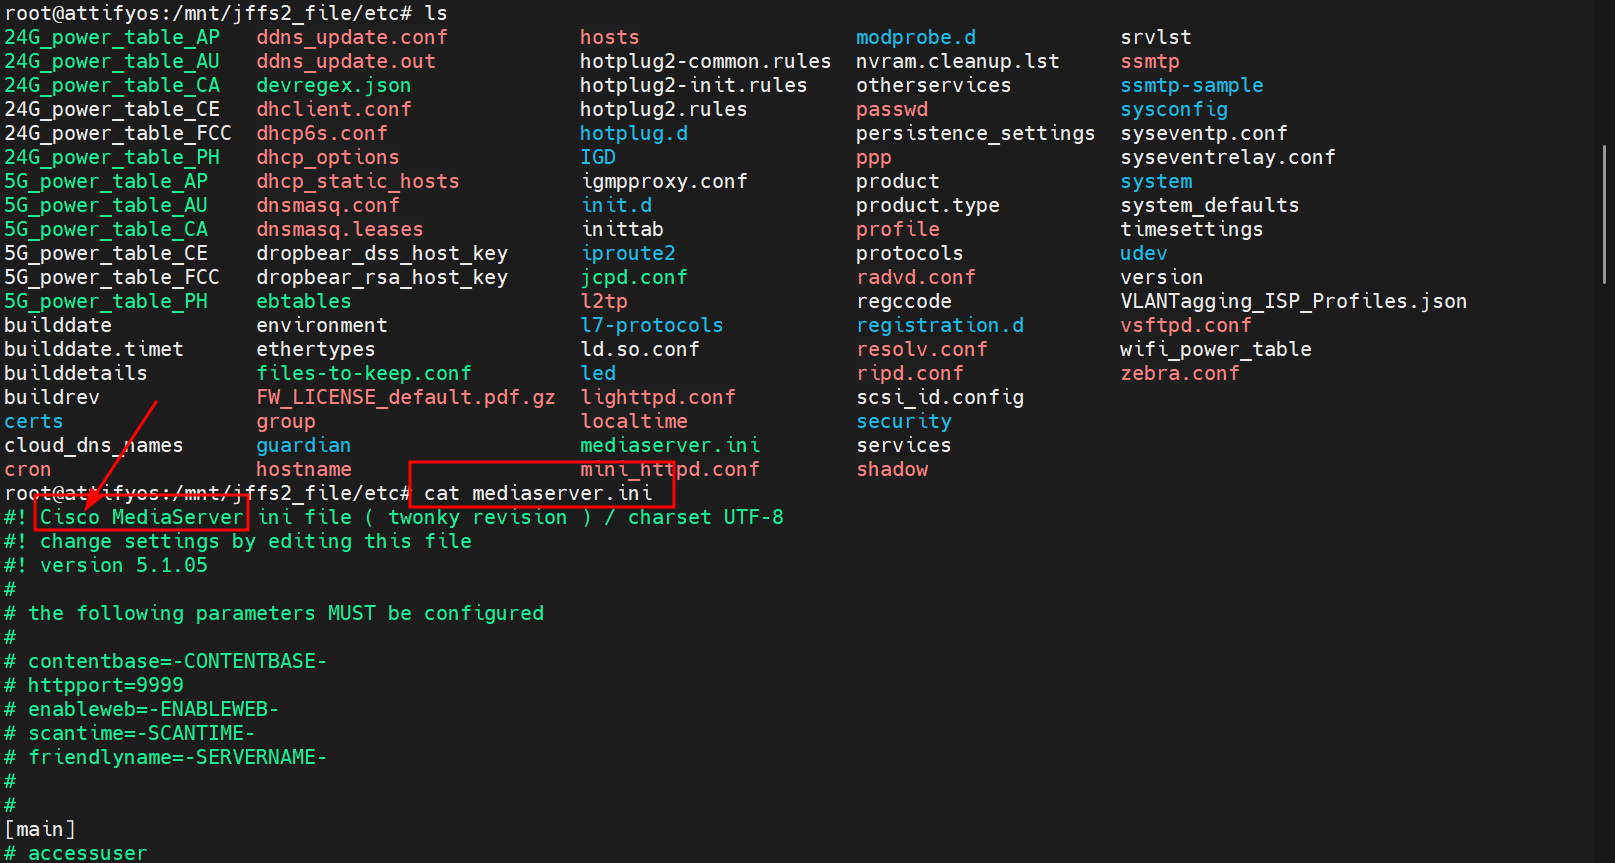 root@attifyos:/mnt/jffs2_file/etc# ls
24G_power_table_AP ddns_update.conf hosts modprobe.d srvlst
24G_power_table_AU ddns_update.out hotplug2-common.rules nvram.cleanup.lst ssmtp
24G_power_table_CA devregex.json hotplug2-init.rules otherservices ssmtp-sample
24G_power_table_CE dhclient.conf hotplug2.rules passwd sysconfig
24G_power_table_FCC dhcp6s.conf hotplug.d persistence_settings syseventp.conf
24G_power_table_PH dhcp_options IGD ppp syseventrelay.conf
5G_power_table_AP dhcp_static_hosts igmpproxy.conf product system
5G_power_table_AU dnsmasq.conf init.d product.type system_defaults
5G_power_table_CA dnsmasq.leases inittab profile timesettings
5G_power_table_CE dropbear_dss_host_key iproute2 protocols udev
5G_power_table_FCC dropbear_rsa_host_key jcpd.conf radvd.conf version
5G_power_table_PH ebtables l2tp regccode VLANTagging_ISP_Profiles.json
builddate environment l7-protocols registration.d vsftpd.conf
builddate.timet ethertypes ld.so.conf resolv.conf wifi_power_table
builddetails files-to-keep.conf led ripd.conf zebra.conf
buildrev FW_LICENSE_default.pdf.gz lighttpd.conf scsi_id.config
certs group localtime security
cloud_dns_names guardian mediaserver.ini services
cron hostname mini_httpd.conf shadow
root@attifyos:/mnt/jffs2_file/etc# cat mediaserver.ini
#! Cisco MediaServer ini file ( twonky revision ) / charset UTF-8
#! change settings by editing this file
#! version 5.1.05
#
# the following parameters MUST be configured
#
# contentbase=-CONTENTBASE-
# httpport=9999
# enableweb=-ENABLEWEB-
# scantime=-SCANTIME-
# friendlyname=-SERVERNAME-
#
#
[main]
# accessuser